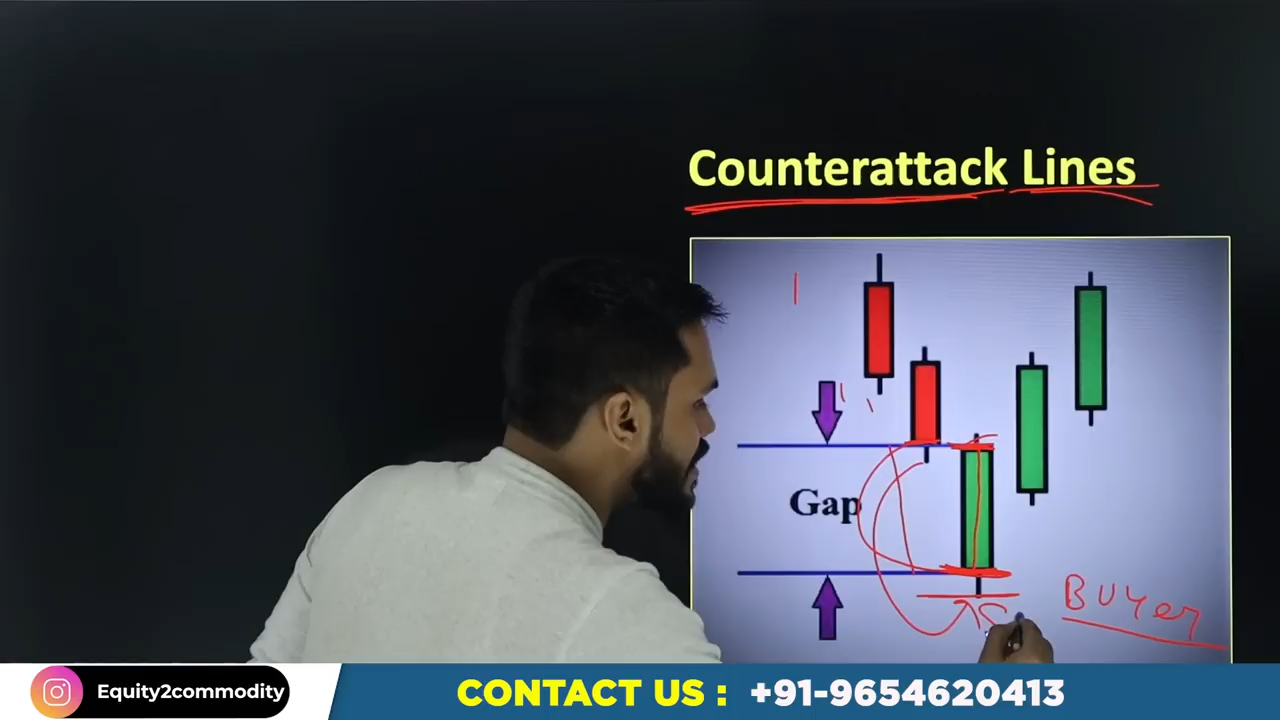 Counterattack Lines
Gap
BUYer
Equity2commodity
CONTACT US : +91-9654620413